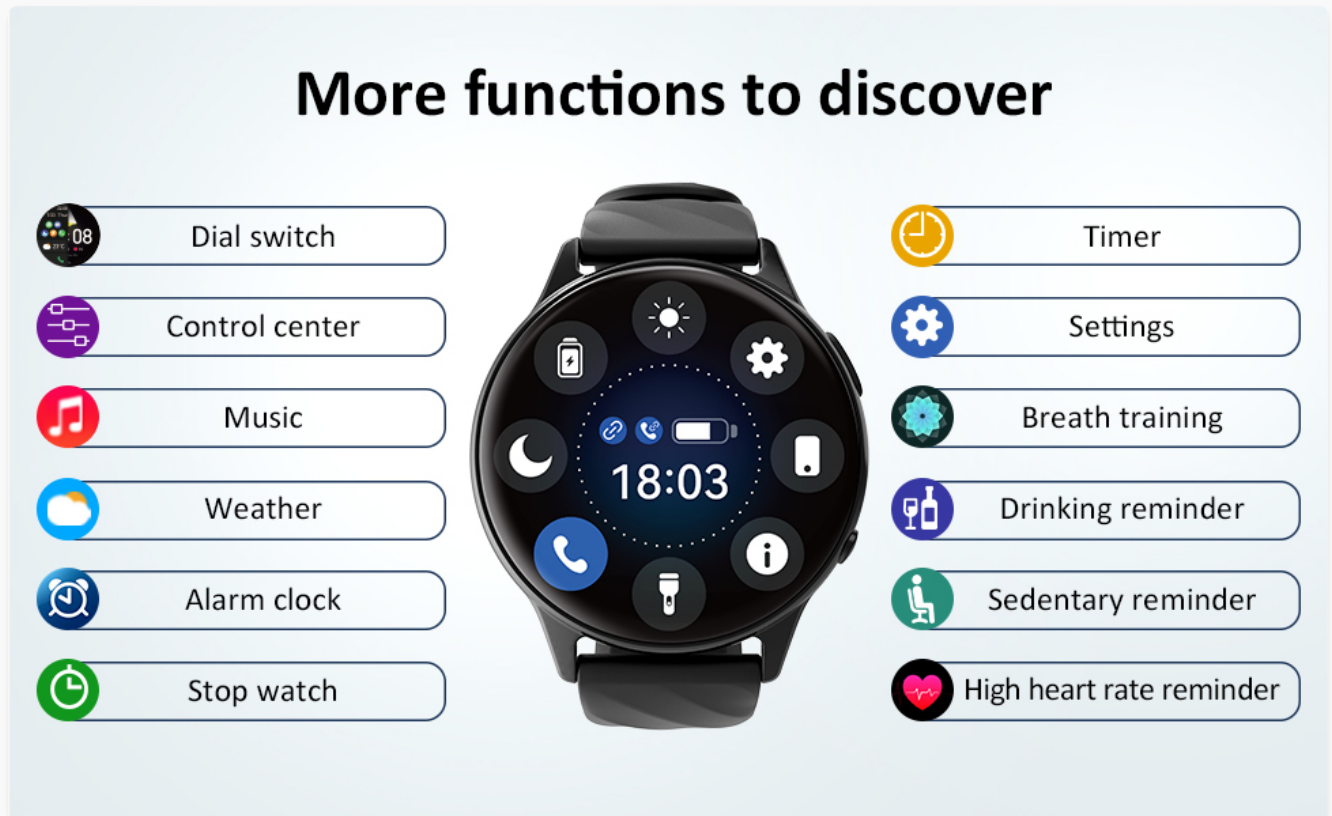 More functions to discover
Dial switch
Control center
Music
Weather
Alarm clock
Stop watch
08
18:03
Timer
Settings
Breath training
Drinking reminder
Sedentary reminder
High heart rate reminder